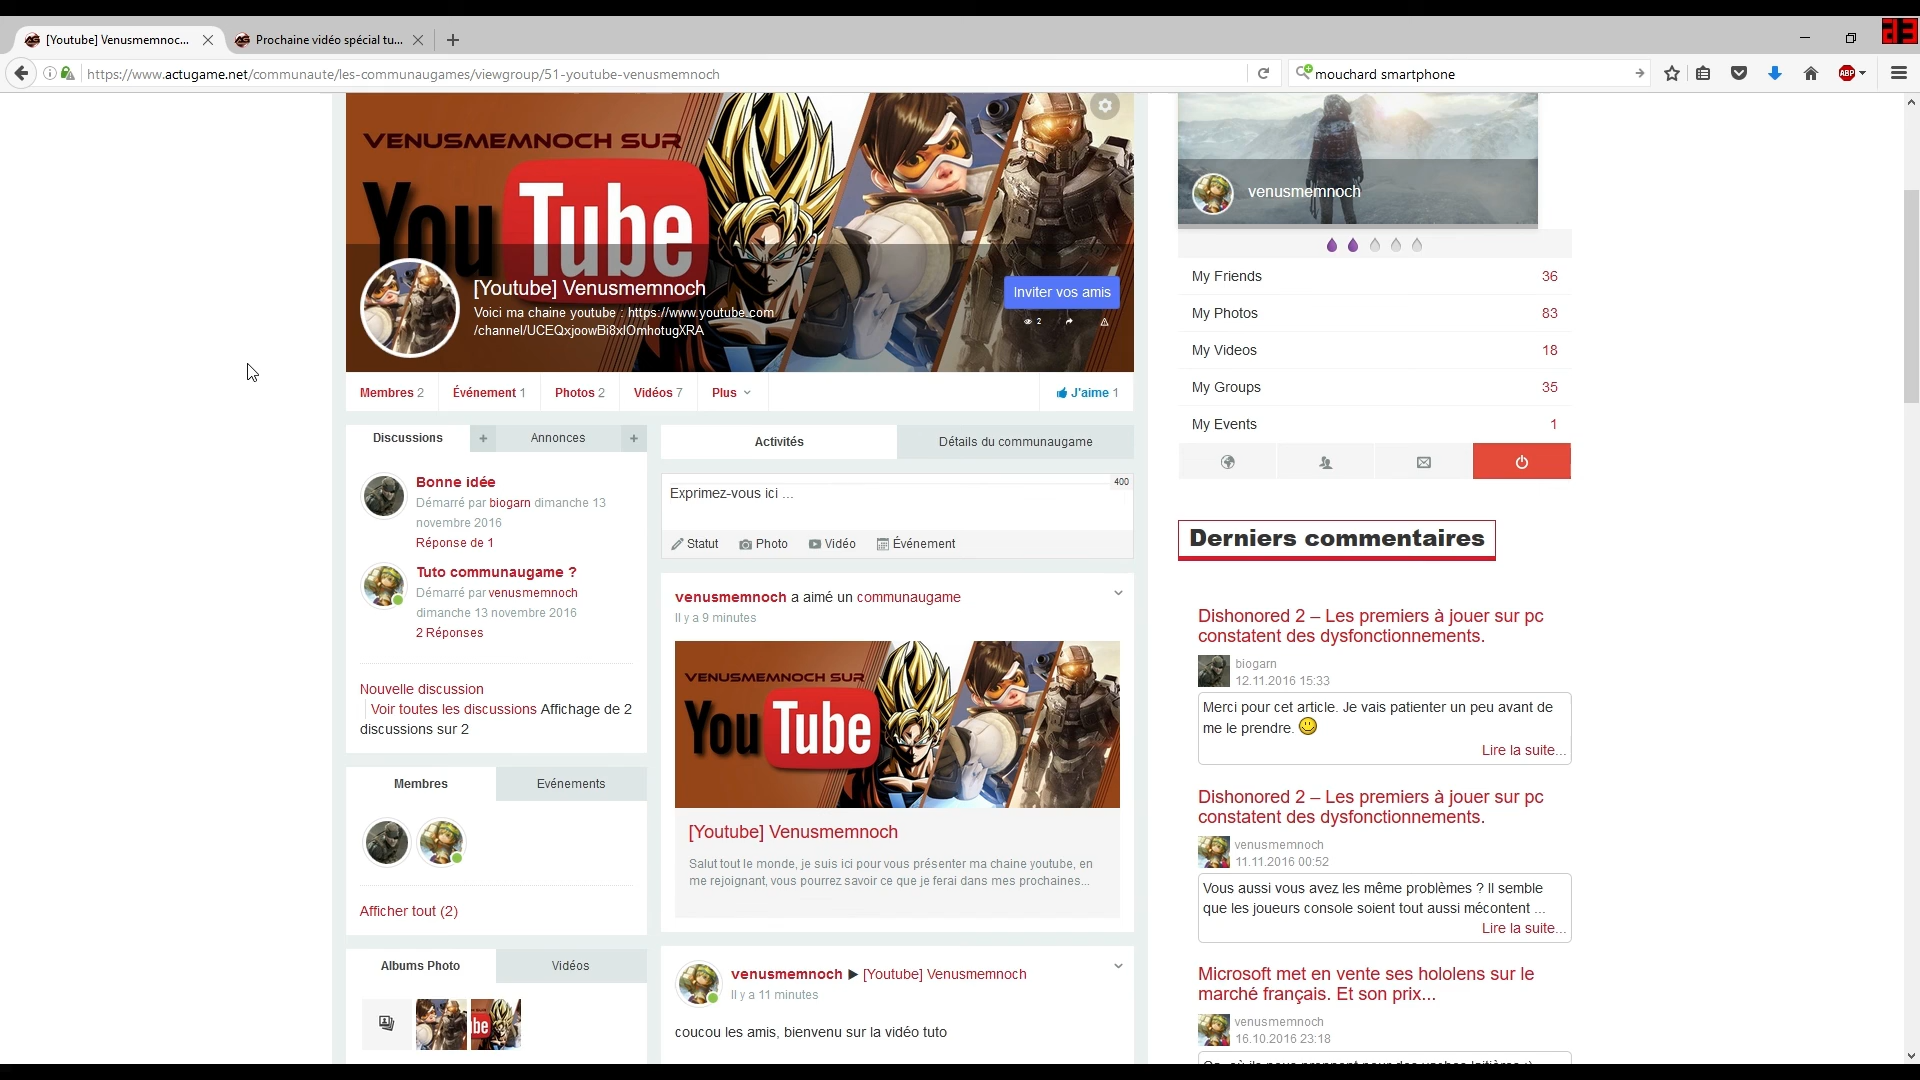 [Youtube] Venusmemnoc...
Prochaine vidéo spécial tu...
https://www.actugame.net/communaute/les-communaugames/viewgroup/51-youtube-venusmemnoch
mouchard smartphone
ABP
VENUSMEMNOCH SUR
YouTube
[Youtube] Venusmemnoch
Voici ma chaine youtube : https://www.youtube.com
/channel/UCEQxjoowBi8xIOmhotugXRA
Inviter vos amis
2
Membres 2
Événement 1
Photos 2
Vidéos 7
Plus
J'aime 1
Discussions
+
Annonces
+
Bonne idée
Démarré par biogarn dimanche 13
novembre 2016
Réponse de 1
Tuto communaugame ?
Démarré par venusmemnoch
dimanche 13 novembre 2016
2 Réponses
Nouvelle discussion
Voir toutes les discussions Affichage de 2
discussions sur 2
Membres
Evénements
Afficher tout (2)
Albums Photo
Vidéos
be
Activités
Détails du communaugame
Exprimez-vous ici ...
400
Statut
Photo
Vidéo
Événement
venusmemnoch a aimé un communaugame
Il y a 9 minutes
VENUSMEMNOCH SUR
YouTube
[Youtube] Venusmemnoch
Salut tout le monde, je suis ici pour vous présenter ma chaine youtube, en
me rejoignant, vous pourrez savoir ce que je ferai dans mes prochaines...
venusmemnoch ▶ [Youtube] Venusmemnoch
Il y a 11 minutes
coucou les amis, bienvenu sur la vidéo tuto
venusmemnoch
My Friends 36
My Photos 83
My Videos 18
My Groups 35
My Events 1
Derniers commentaires
Dishonored 2 – Les premiers à jouer sur pc
constatent des dysfonctionnements.
biogarn
12.11.2016 15:33
Merci pour cet article. Je vais patienter un peu avant de
me le prendre.
Lire la suite...
Dishonored 2 – Les premiers à jouer sur pc
constatent des dysfonctionnements.
venusmemnoch
11.11.2016 00:52
Vous aussi vous avez les même problèmes ? Il semble
que les joueurs console soient tout aussi mécontent ...
Lire la suite...
Microsoft met en vente ses hololens sur le
marché français. Et son prix...
venusmemnoch
16.10.2016 23:18